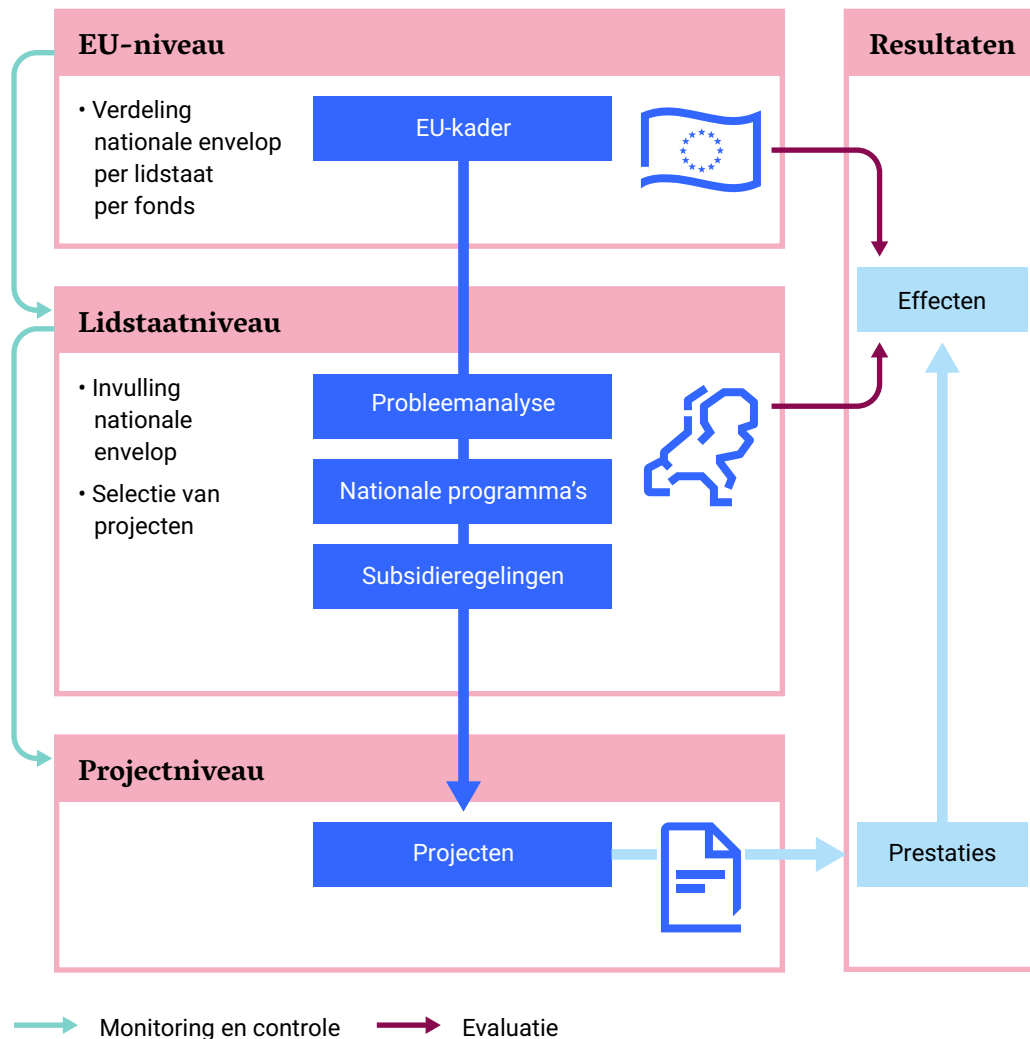 EU-niveau
• Verdeling
nationale envelop
per lidstaat
per fonds
EU-kader
Lidstaatniveau
• Invulling
nationale
envelop
• Selectie van
projecten
Probleemanalyse
Nationale programma’s
Subsidieregelingen
Projectniveau
Projecten
Resultaten
Effecten
Prestaties
Monitoring en controle
Evaluatie